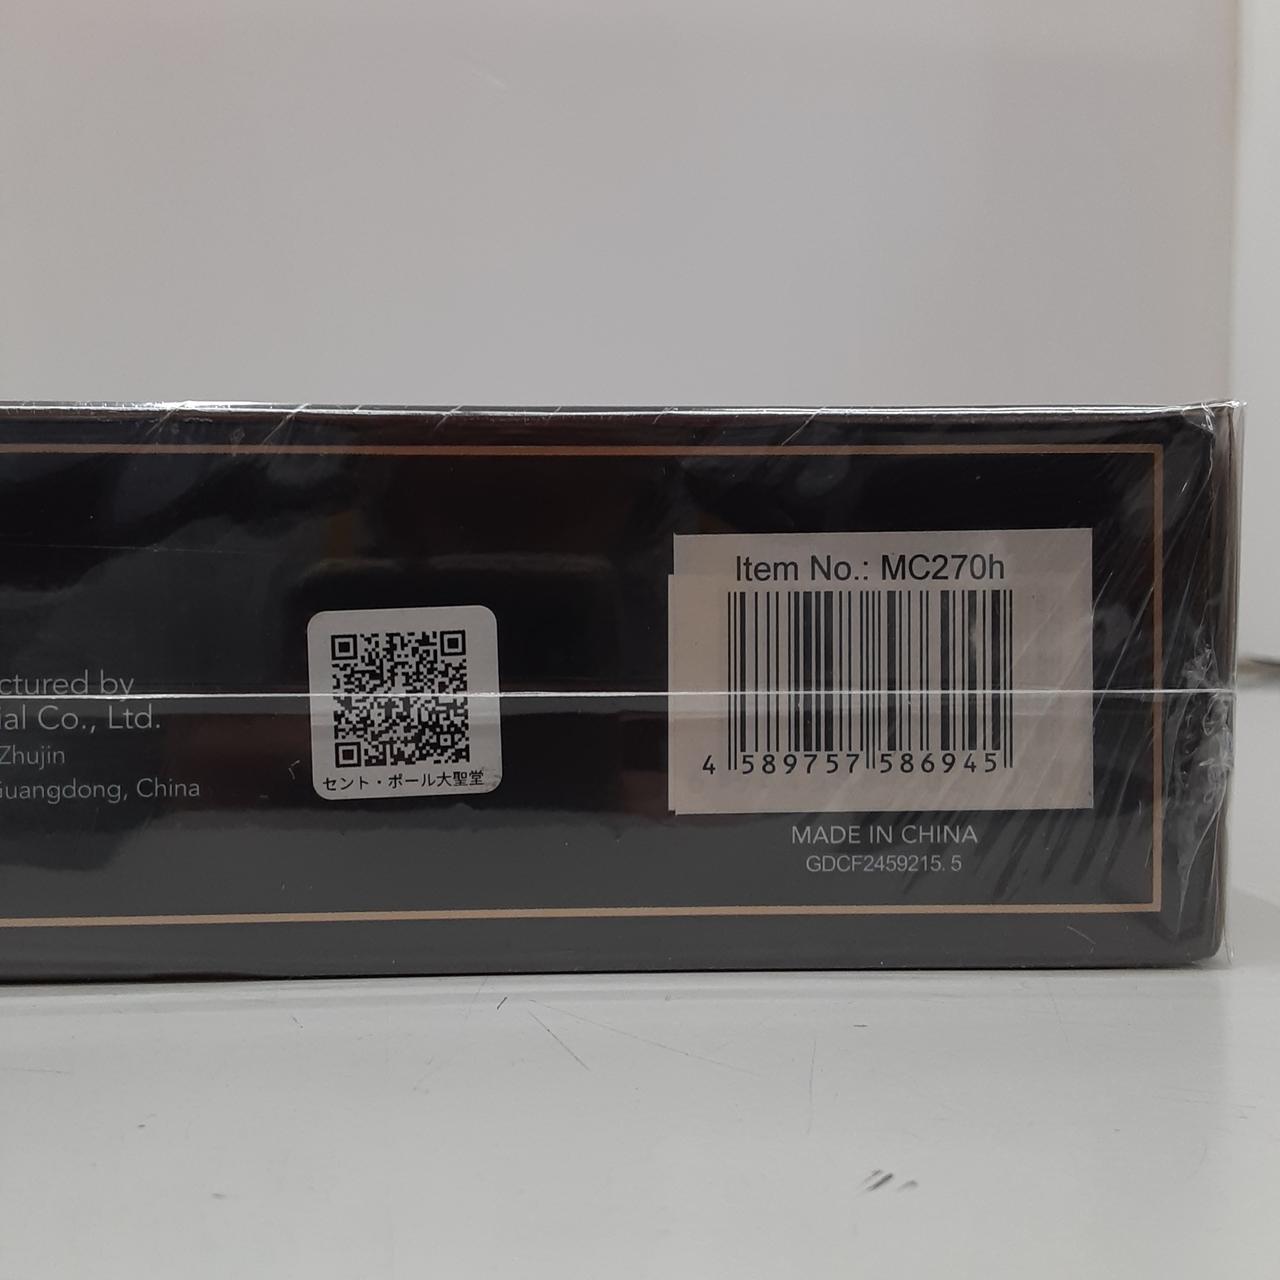 ctured by
ial Co., Ltd.
Zhujin
Guangdong, China
セント・ポール大聖堂
Item No.: MC270h
4 589757 586945
MADE IN CHINA
GDCF2459215.5